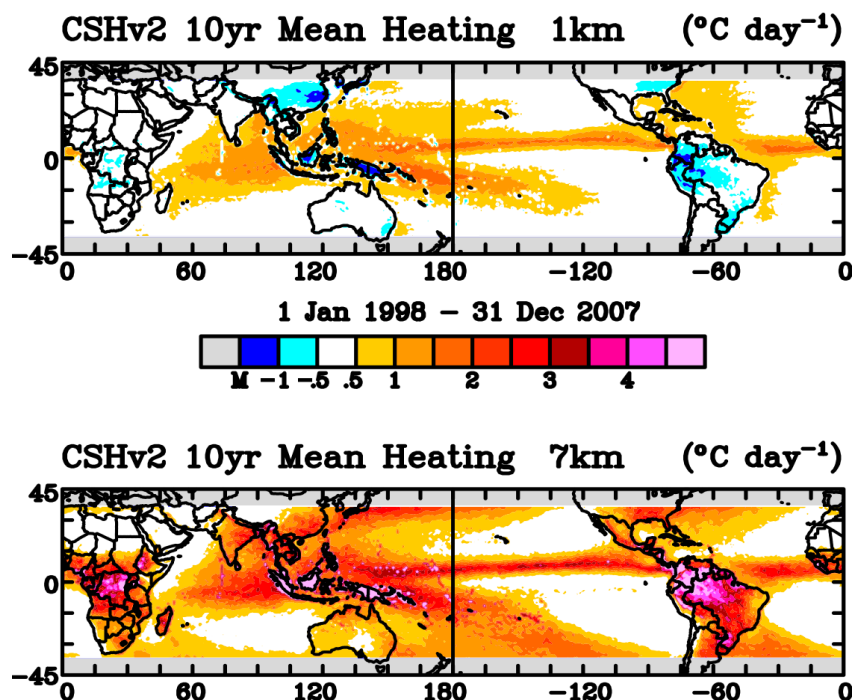 CSHv2 10yr Mean Heating 1km (°C day⁻¹)
45
0
−45
0 60 120 180 −120 −60 0
1 Jan 1998 − 31 Dec 2007
M −1 −.5 .5 1 2 3 4
CSHv2 10yr Mean Heating 7km (°C day⁻¹)
45
0
−45
0 60 120 180 −120 −60 0